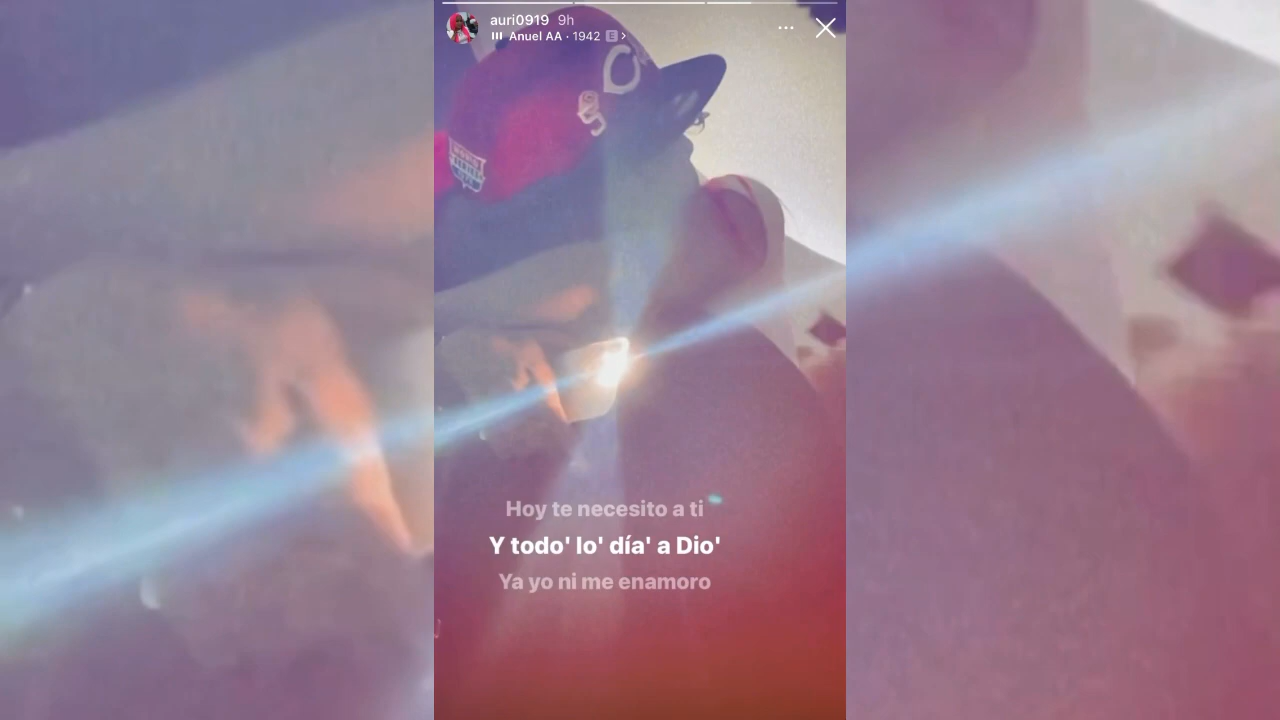 auri0919 9h
Anuel AA · 1942 E >
C
Hoy te necesito a ti
Y todo' lo' día' a Dio'
Ya yo ni me enamoro